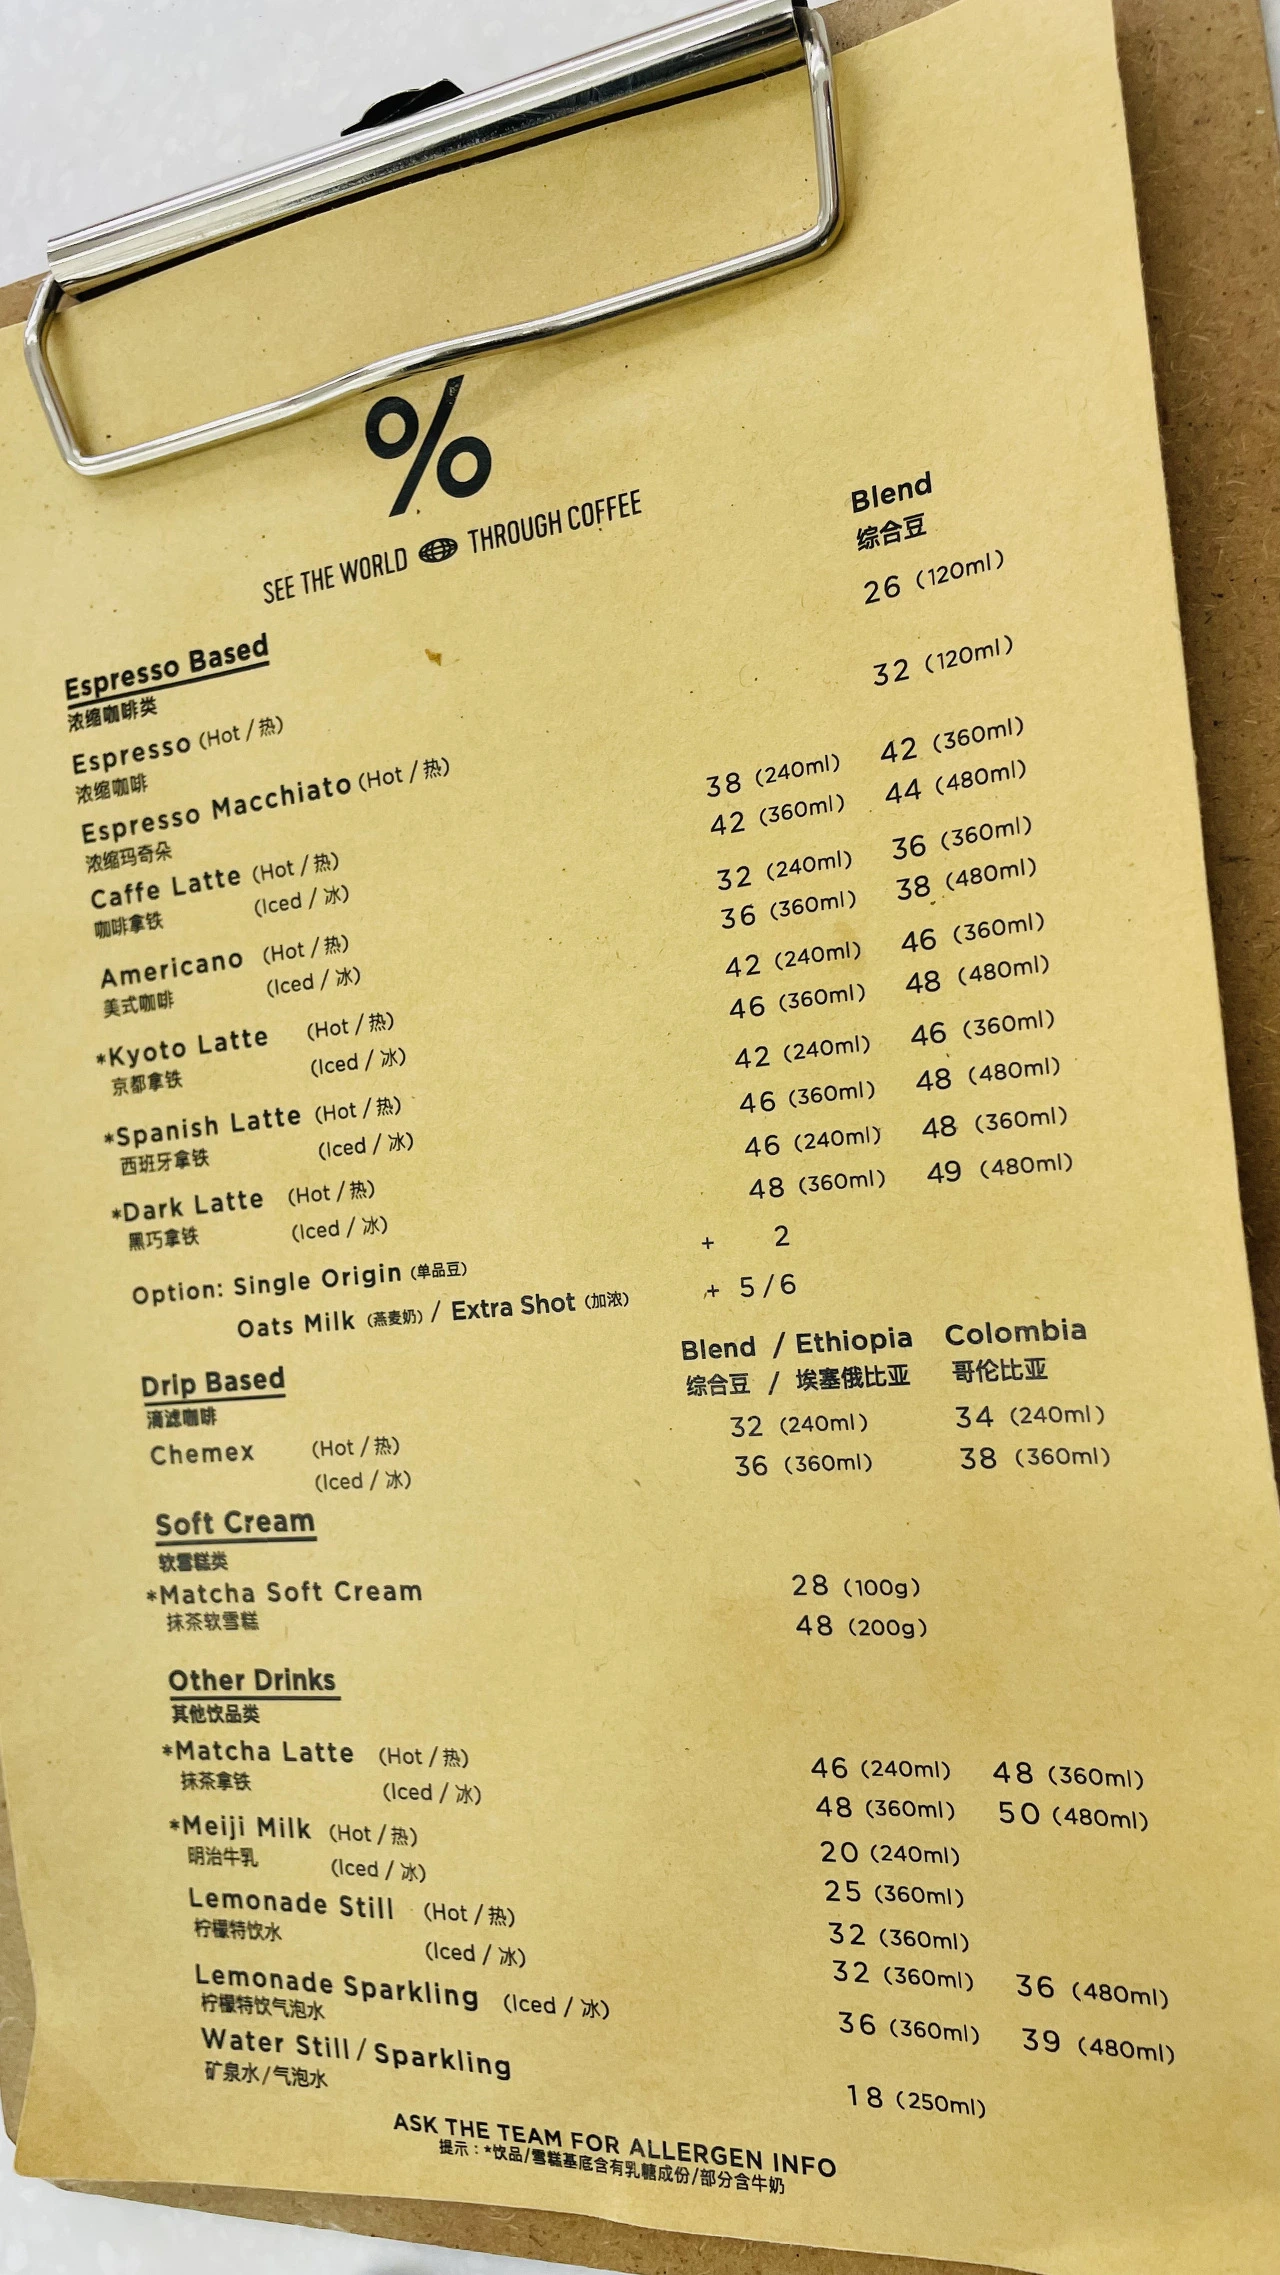 %
SEE THE WORLD THROUGH COFFEE
Blend
综合豆
Espresso Based
浓缩咖啡类
Espresso (Hot / 热) 26 (120ml)
浓缩咖啡
Espresso Macchiato (Hot / 热) 32 (120ml)
浓缩玛奇朵
Caffe Latte (Hot / 热) 38 (240ml) 42 (360ml)
咖啡拿铁 (Iced / 冰) 42 (360ml) 44 (480ml)
Americano (Hot / 热) 32 (240ml) 36 (360ml)
美式咖啡 (Iced / 冰) 36 (360ml) 38 (480ml)
*Kyoto Latte (Hot / 热) 42 (240ml) 46 (360ml)
京都拿铁 (Iced / 冰) 46 (360ml) 48 (480ml)
*Spanish Latte (Hot / 热) 42 (240ml) 46 (360ml)
西班牙拿铁 (Iced / 冰) 46 (360ml) 48 (480ml)
*Dark Latte (Hot / 热) 46 (240ml) 48 (360ml)
黑巧拿铁 (Iced / 冰) 48 (360ml) 49 (480ml)
Option: Single Origin (单品豆) + 2
Oats Milk (燕麦奶) / Extra Shot (加浓) + 5 / 6
Drip Based Blend / Ethiopia Colombia
滴滤咖啡 综合豆 / 埃塞俄比亚 哥伦比亚
Chemex (Hot / 热) 32 (240ml) 34 (240ml)
(Iced / 冰) 36 (360ml) 38 (360ml)
Soft Cream
软雪糕类
*Matcha Soft Cream 28 (100g)
抹茶软雪糕 48 (200g)
Other Drinks
其他饮品类
*Matcha Latte (Hot / 热) 46 (240ml) 48 (360ml)
抹茶拿铁 (Iced / 冰) 48 (360ml) 50 (480ml)
*Meiji Milk (Hot / 热) 20 (240ml)
明治牛乳 (Iced / 冰) 25 (360ml)
Lemonade Still (Hot / 热) 32 (360ml)
柠檬特饮水 (Iced / 冰) 32 (360ml) 36 (480ml)
Lemonade Sparkling (Iced / 冰) 36 (360ml) 39 (480ml)
柠檬特饮气泡水
Water Still / Sparkling 18 (250ml)
矿泉水/气泡水
ASK THE TEAM FOR ALLERGEN INFO
提示：*饮品/雪糕基底含有乳糖成份/部分含牛奶